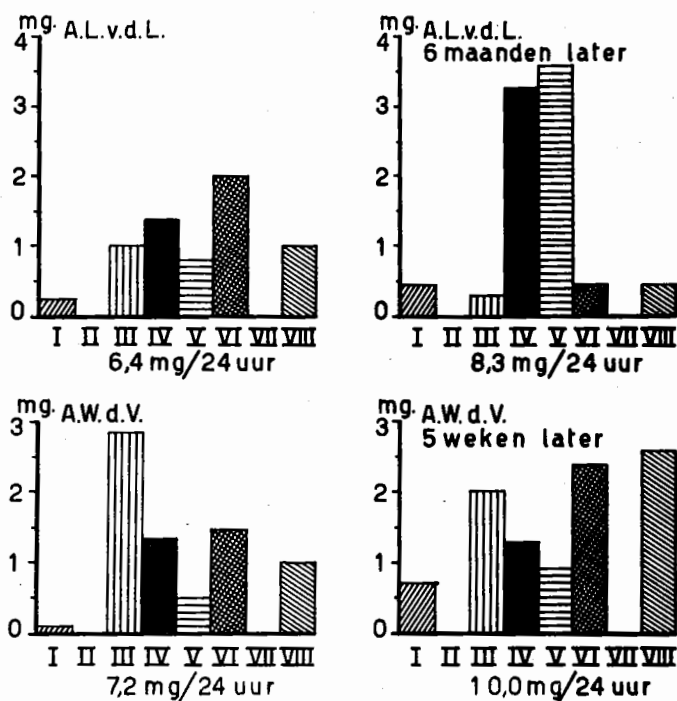 mg. A.L.v.d.L.
4
3
2
1
0
I II III IV V VI VII VIII
6,4 mg/24 uur
mg. A.L.v.d.L.
6 maanden later
4
3
2
1
0
I II III IV V VI VII VIII
8,3 mg/24 uur
mg. A.W.d.V.
3
2
1
0
I II III IV V VI VII VIII
7,2 mg/24 uur
mg. A.W.d.V.
5 weken later
3
2
1
0
I II III IV V VI VII VIII
10,0 mg/24 uur